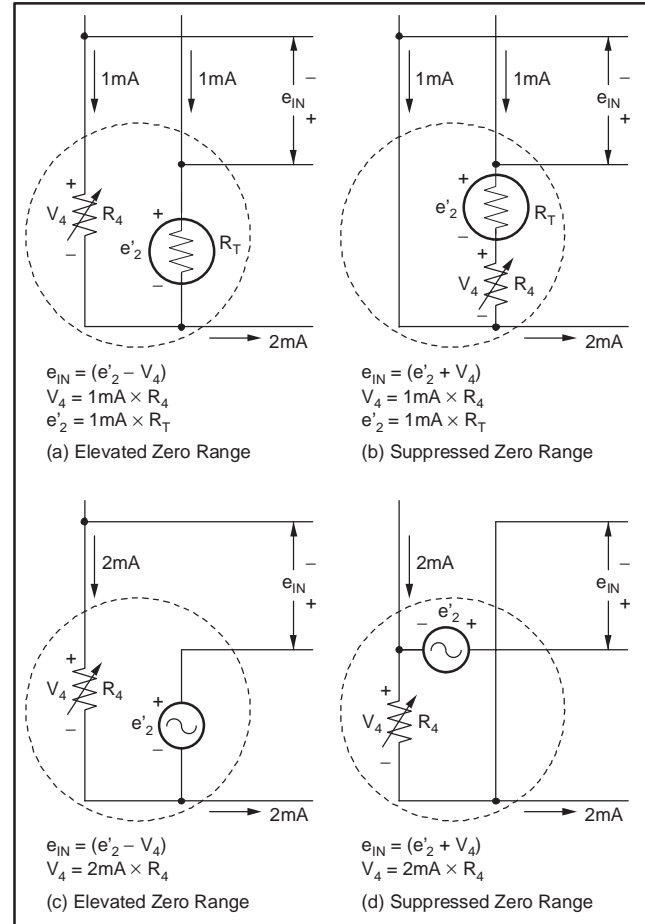 1mA
1mA
−
e_IN
+
+
V_4 R_4
−
+
e'_2 R_T
−
2mA
e_IN = (e'_2 − V_4)
V_4 = 1mA × R_4
e'_2 = 1mA × R_T
(a) Elevated Zero Range
1mA
1mA
−
e_IN
+
+
e'_2 R_T
−
+
V_4 R_4
−
2mA
e_IN = (e'_2 + V_4)
V_4 = 1mA × R_4
e'_2 = 1mA × R_T
(b) Suppressed Zero Range
2mA
−
e_IN
+
+
V_4 R_4
−
+
e'_2
−
2mA
e_IN = (e'_2 − V_4)
V_4 = 2mA × R_4
(c) Elevated Zero Range
2mA
−
e_IN
+
e'_2
− +
+
V_4 R_4
−
2mA
e_IN = (e'_2 + V_4)
V_4 = 2mA × R_4
(d) Suppressed Zero Range